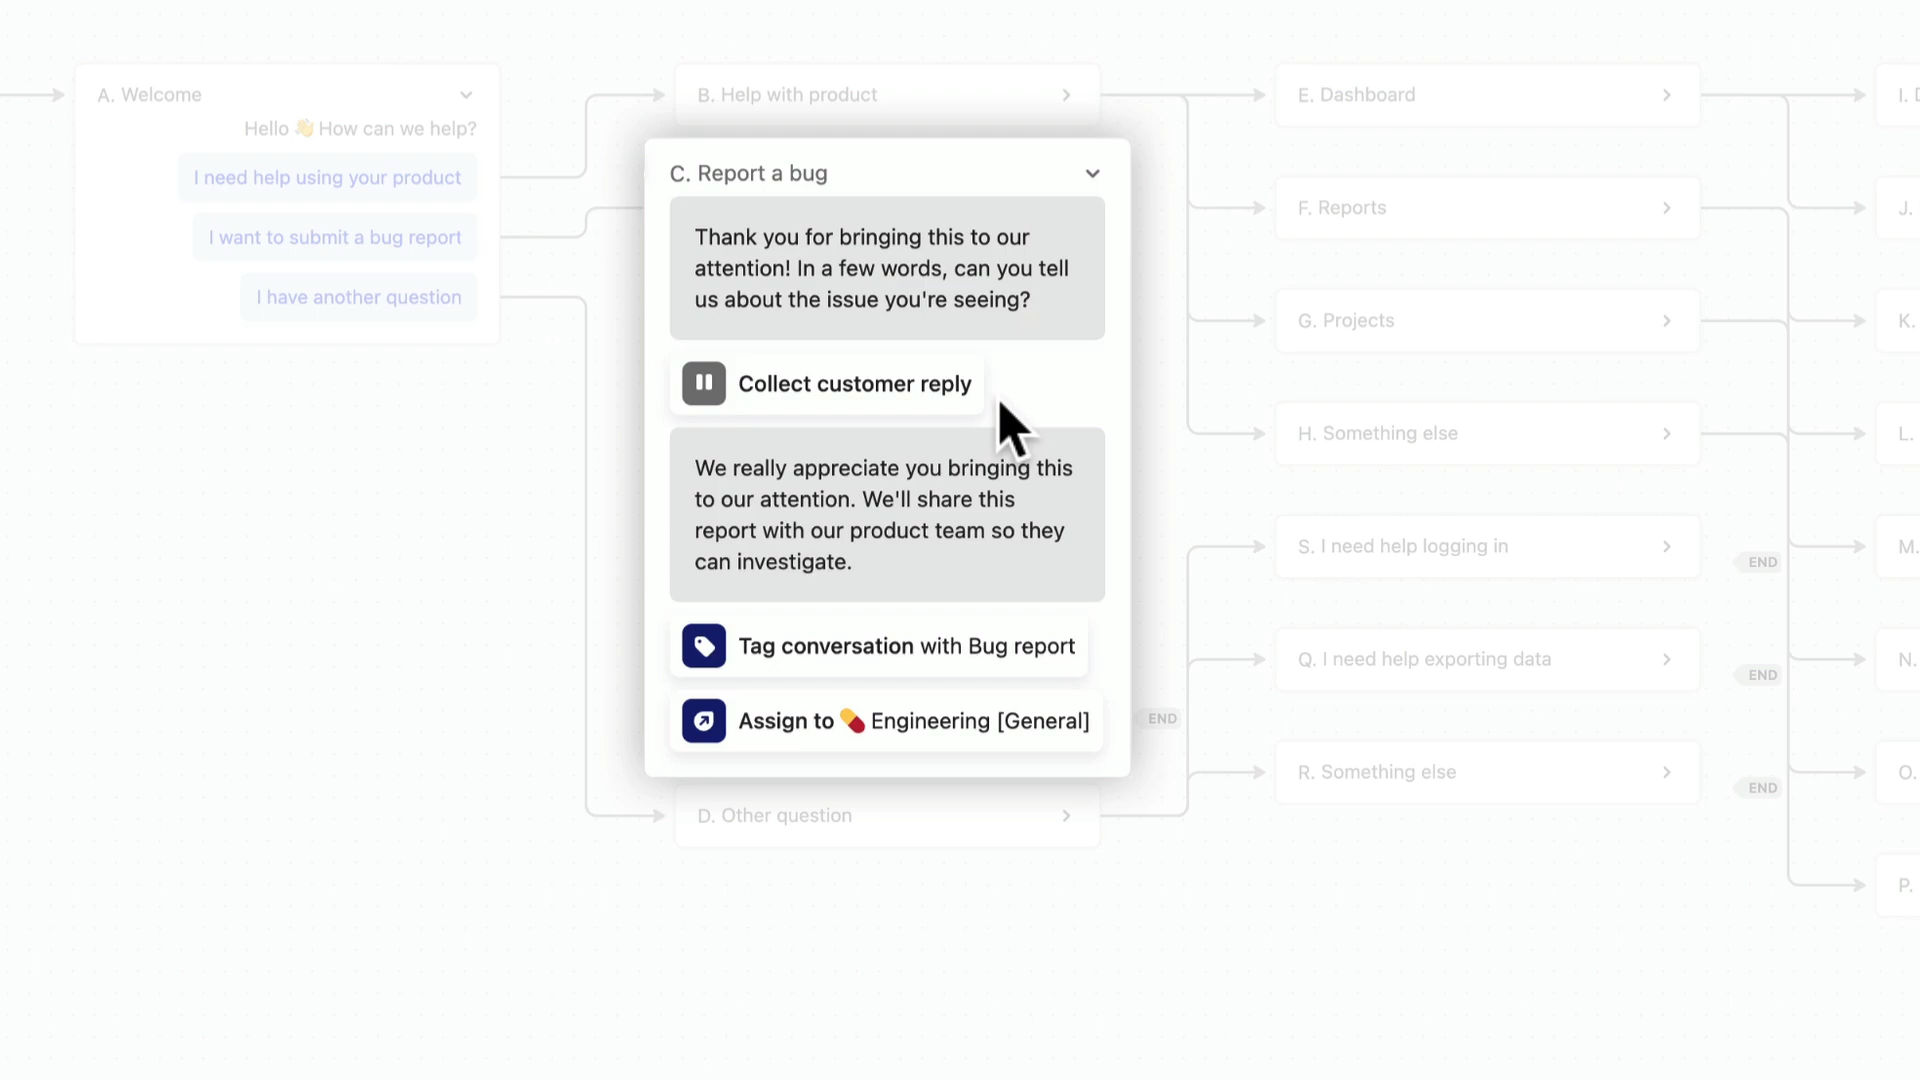 A. Welcome
Hello 👋 How can we help?
I need help using your product
I want to submit a bug report
I have another question
B. Help with product
C. Report a bug
Thank you for bringing this to our
attention! In a few words, can you tell
us about the issue you're seeing?
Collect customer reply
We really appreciate you bringing this
to our attention. We'll share this
report with our product team so they
can investigate.
Tag conversation with Bug report
Assign to 💊 Engineering [General]
END
D. Other question
E. Dashboard
F. Reports
G. Projects
H. Something else
S. I need help logging in
END
Q. I need help exporting data
END
R. Something else
END
I.
J.
K.
L.
M.
N.
O.
P.